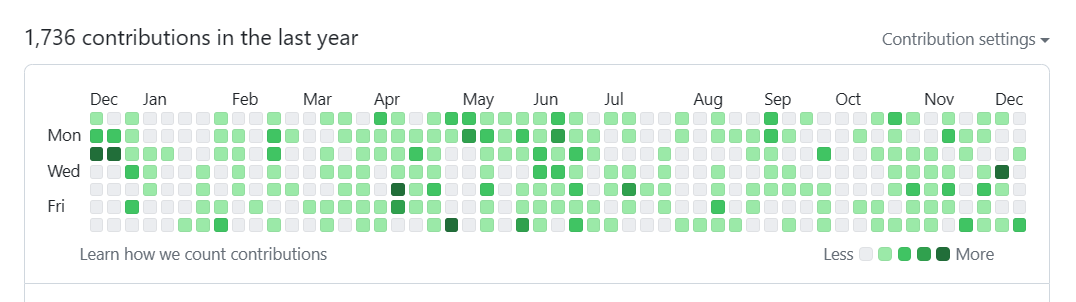 1,736 contributions in the last year
Contribution settings
Dec Jan Feb Mar Apr May Jun Jul Aug Sep Oct Nov Dec
Mon
Wed
Fri
Learn how we count contributions
Less More